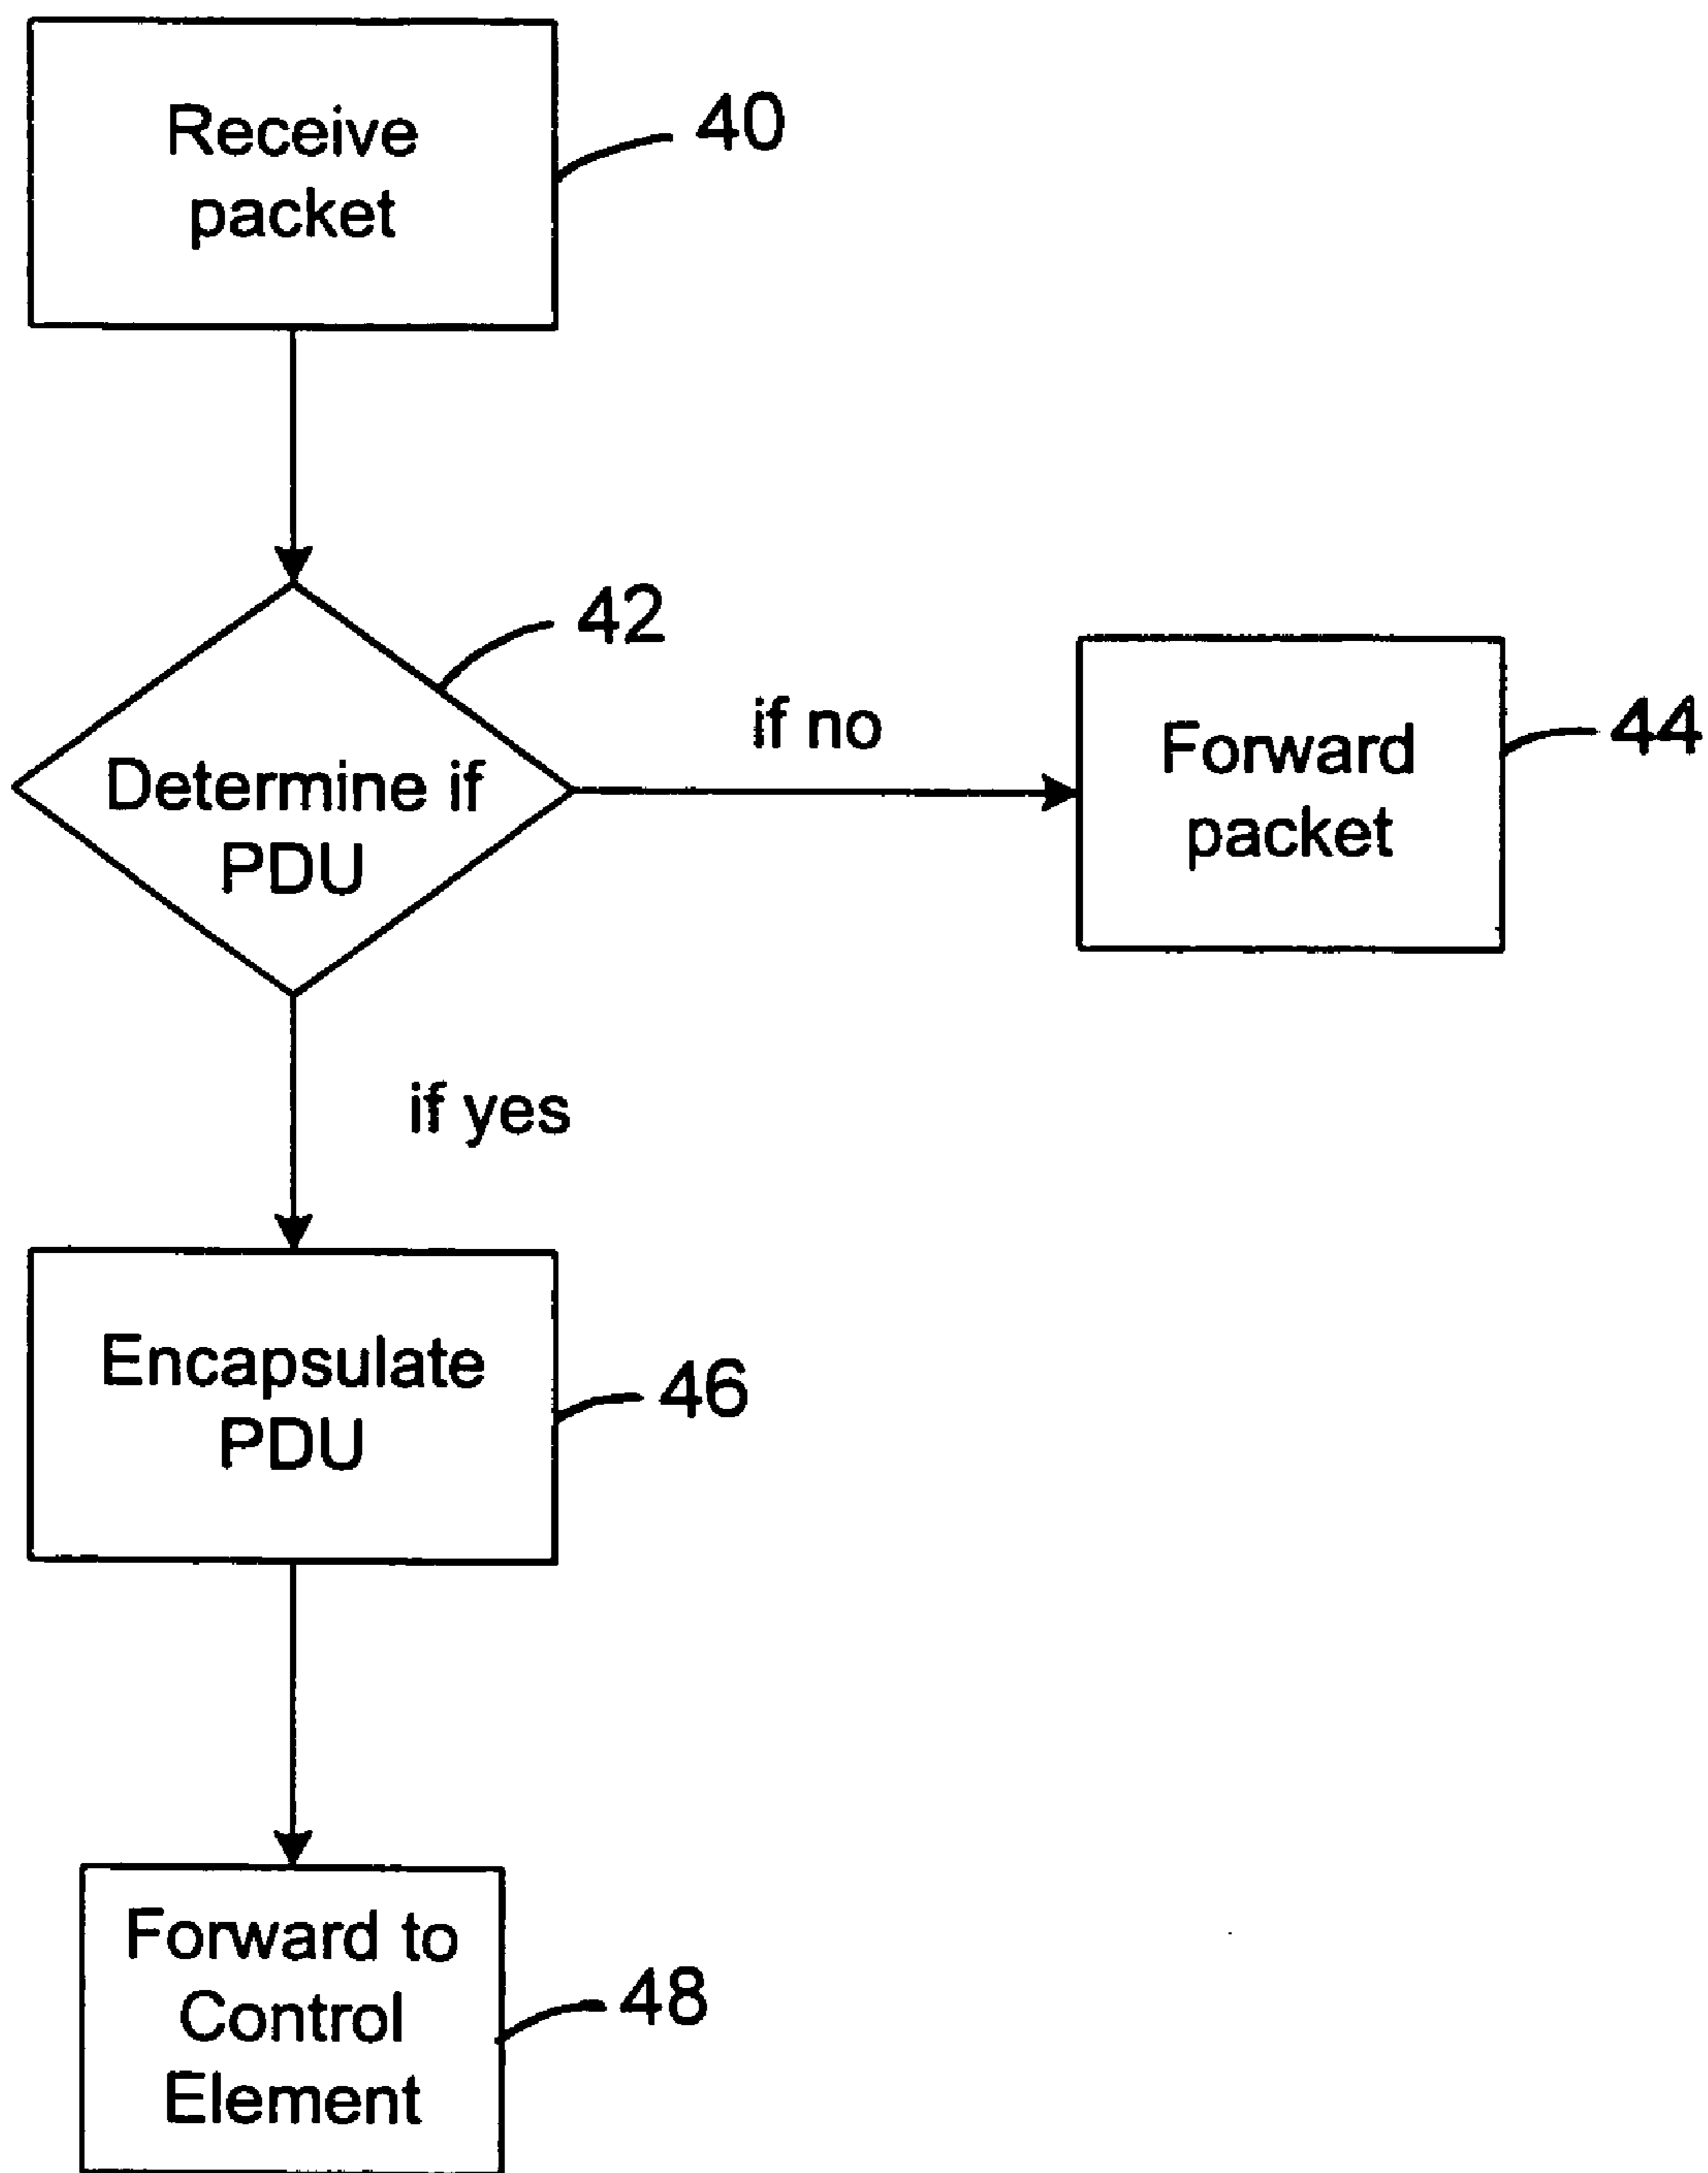 Receive
packet
40
42
Determine if
PDU
if no
Forward
packet
44
if yes
Encapsulate
PDU
46
Forward to
Control
Element
48